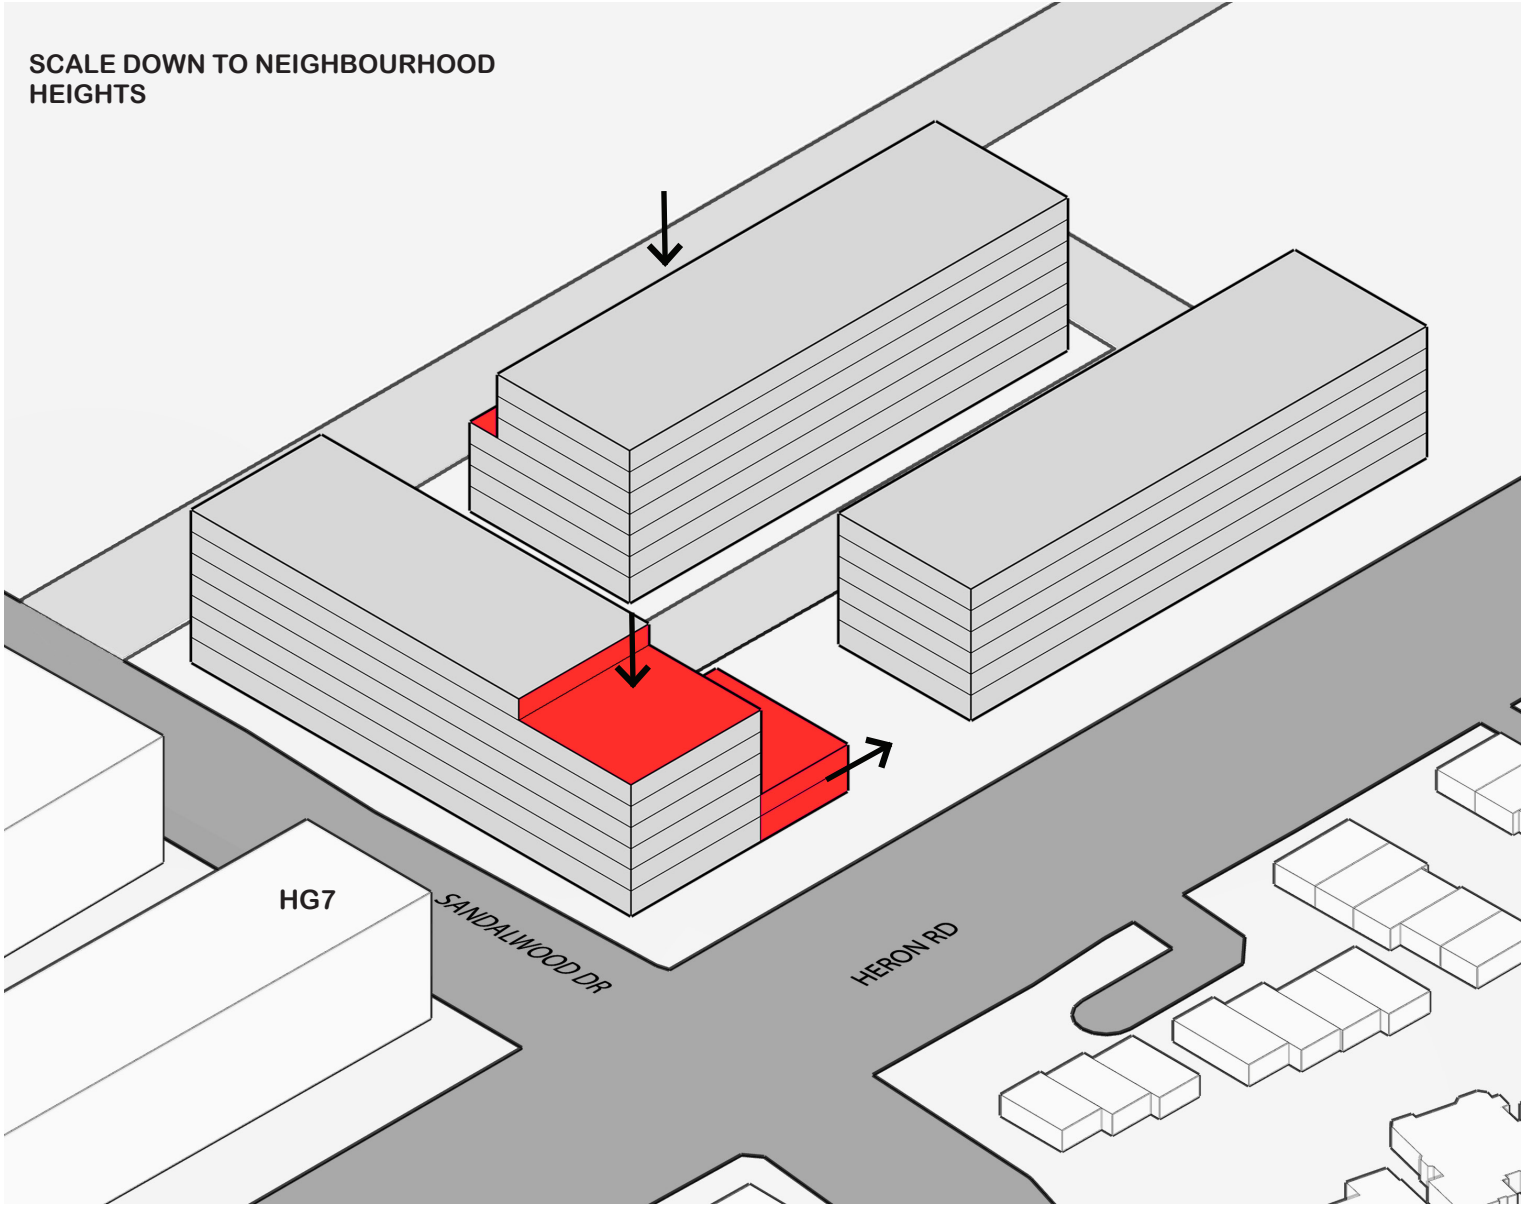 SCALE DOWN TO NEIGHBOURHOOD
HEIGHTS
HG7
SANDALWOOD DR
HERON RD